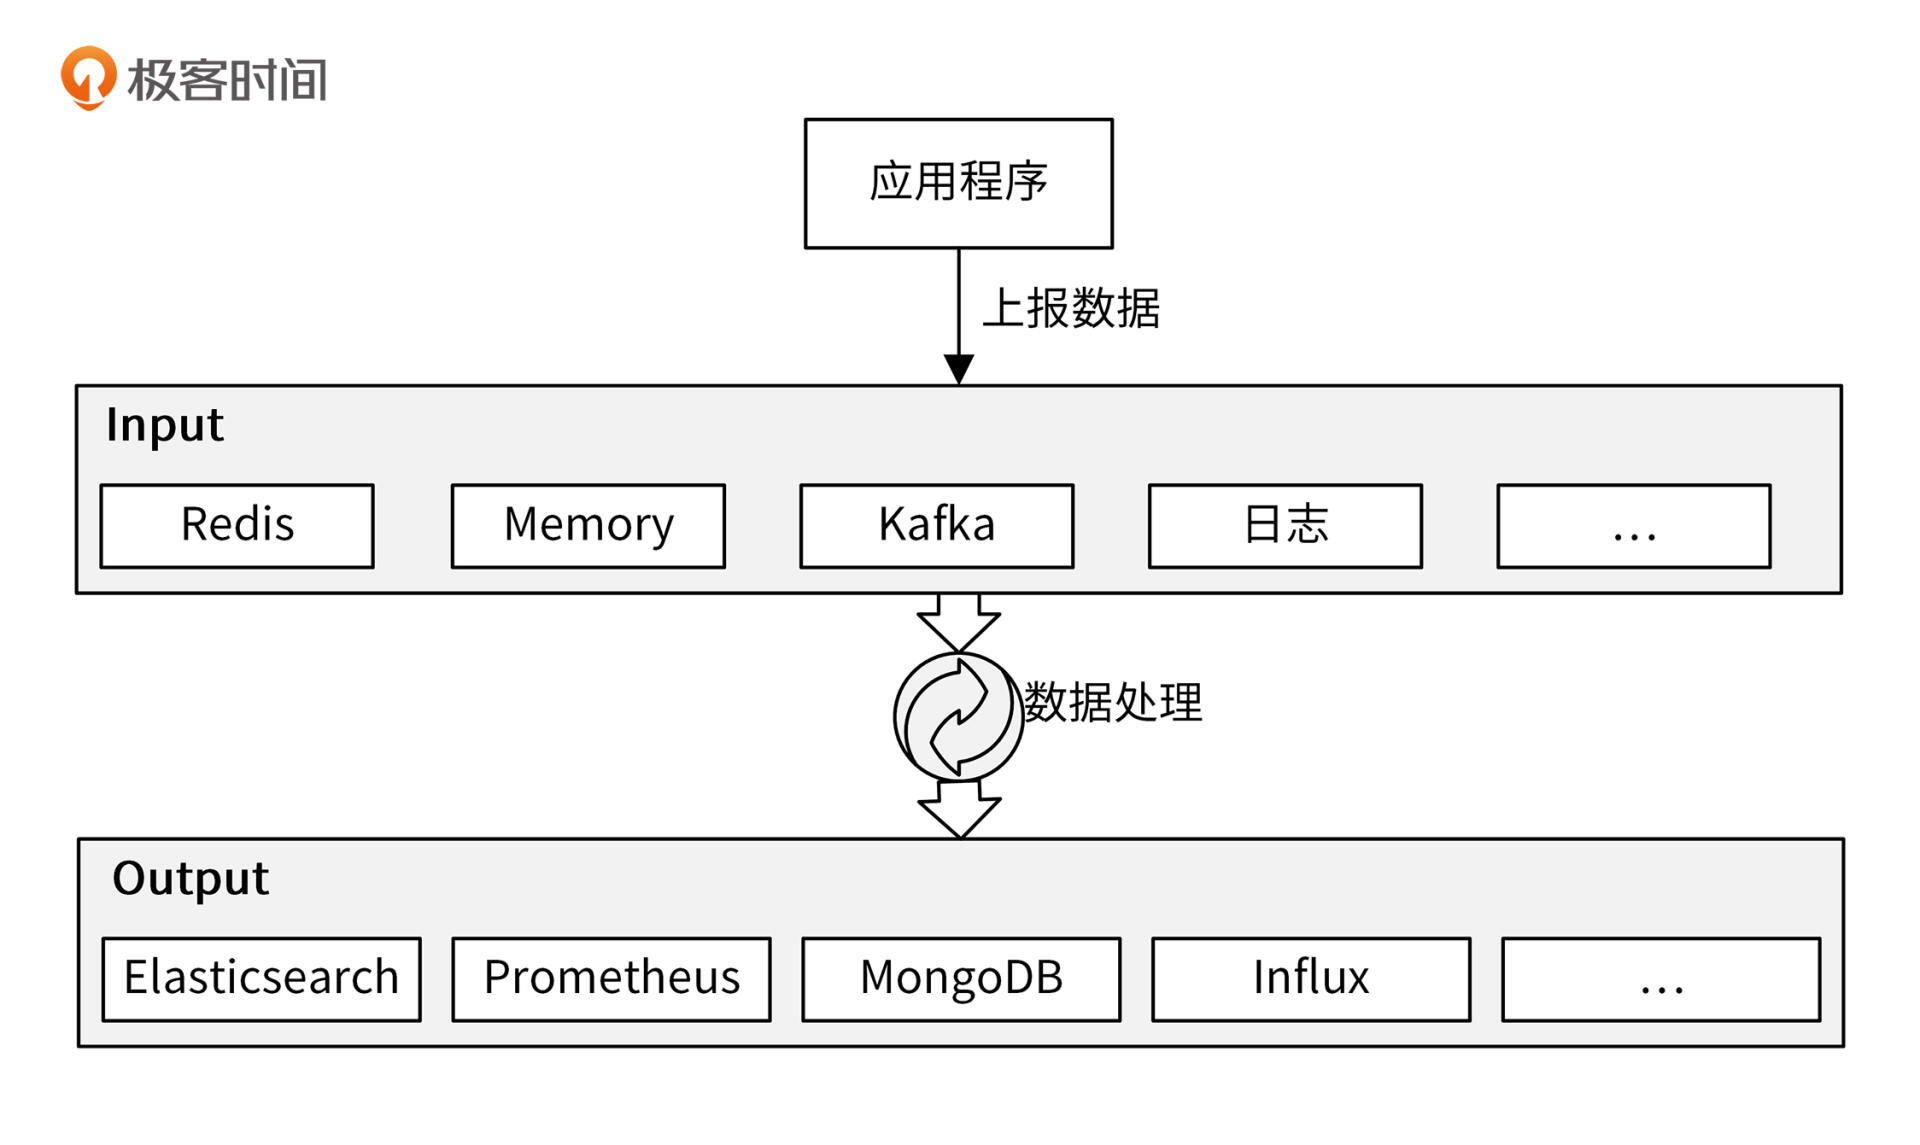 极客时间
应用程序
上报数据
Input
Redis
Memory
Kafka
日志
...
数据处理
Output
Elasticsearch
Prometheus
MongoDB
Influx
...